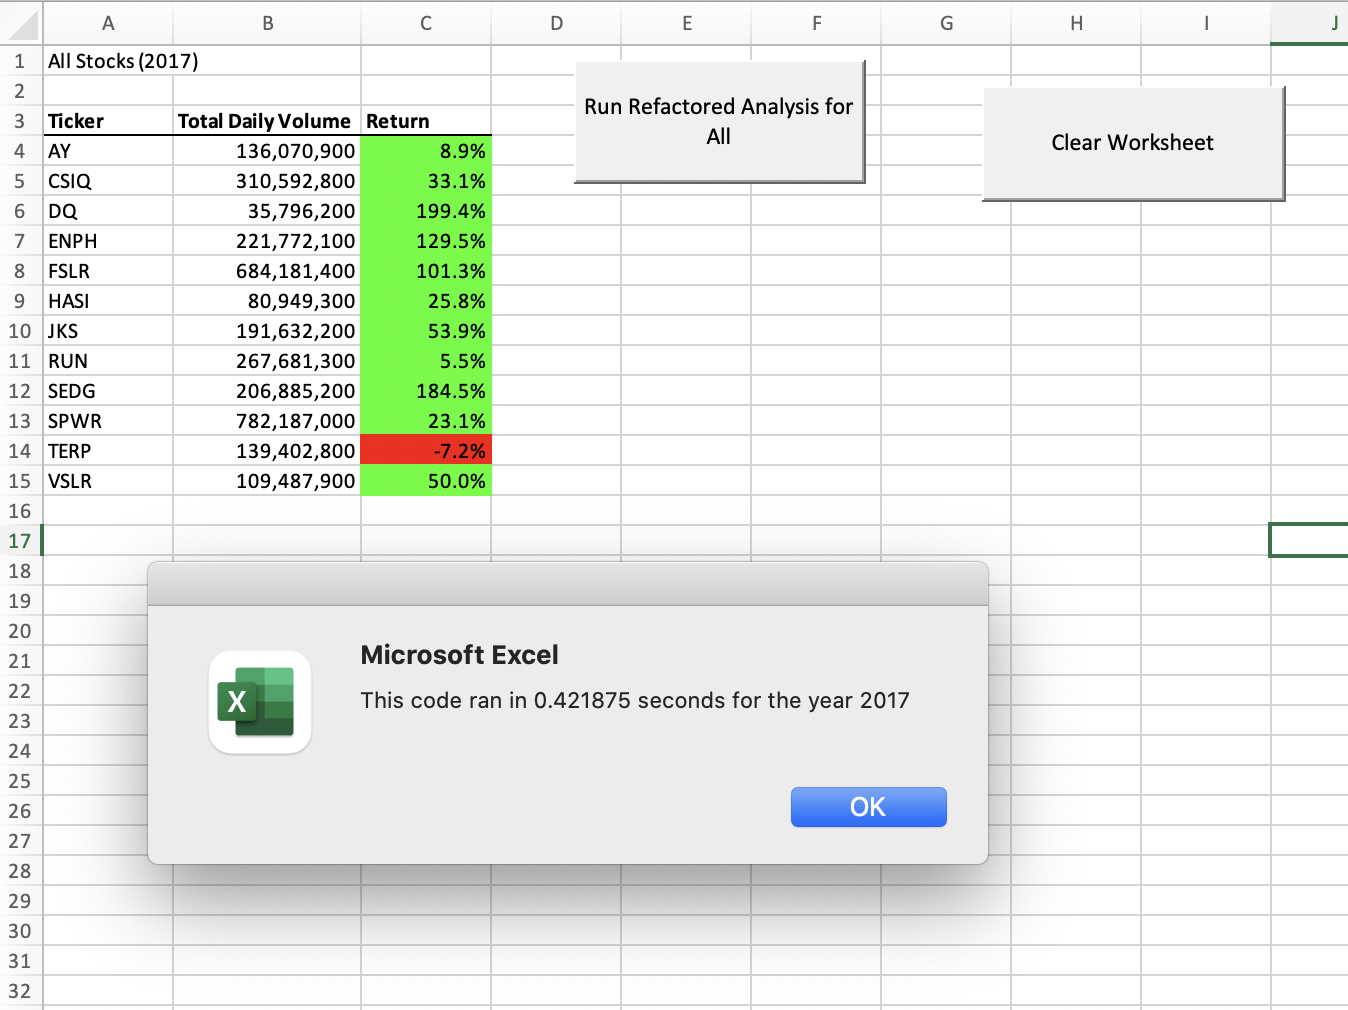 A B C D E F G H I J
1 All Stocks (2017)
2
3 Ticker Total Daily Volume Return
4 AY 136,070,900 8.9%
5 CSIQ 310,592,800 33.1%
6 DQ 35,796,200 199.4%
7 ENPH 221,772,100 129.5%
8 FSLR 684,181,400 101.3%
9 HASI 80,949,300 25.8%
10 JKS 191,632,200 53.9%
11 RUN 267,681,300 5.5%
12 SEDG 206,885,200 184.5%
13 SPWR 782,187,000 23.1%
14 TERP 139,402,800 -7.2%
15 VSLR 109,487,900 50.0%
Run Refactored Analysis for
All
Clear Worksheet
16
17
18
19
20
21
22
23
24
25
26
27
28
29
30
31
32
X
Microsoft Excel
This code ran in 0.421875 seconds for the year 2017
OK